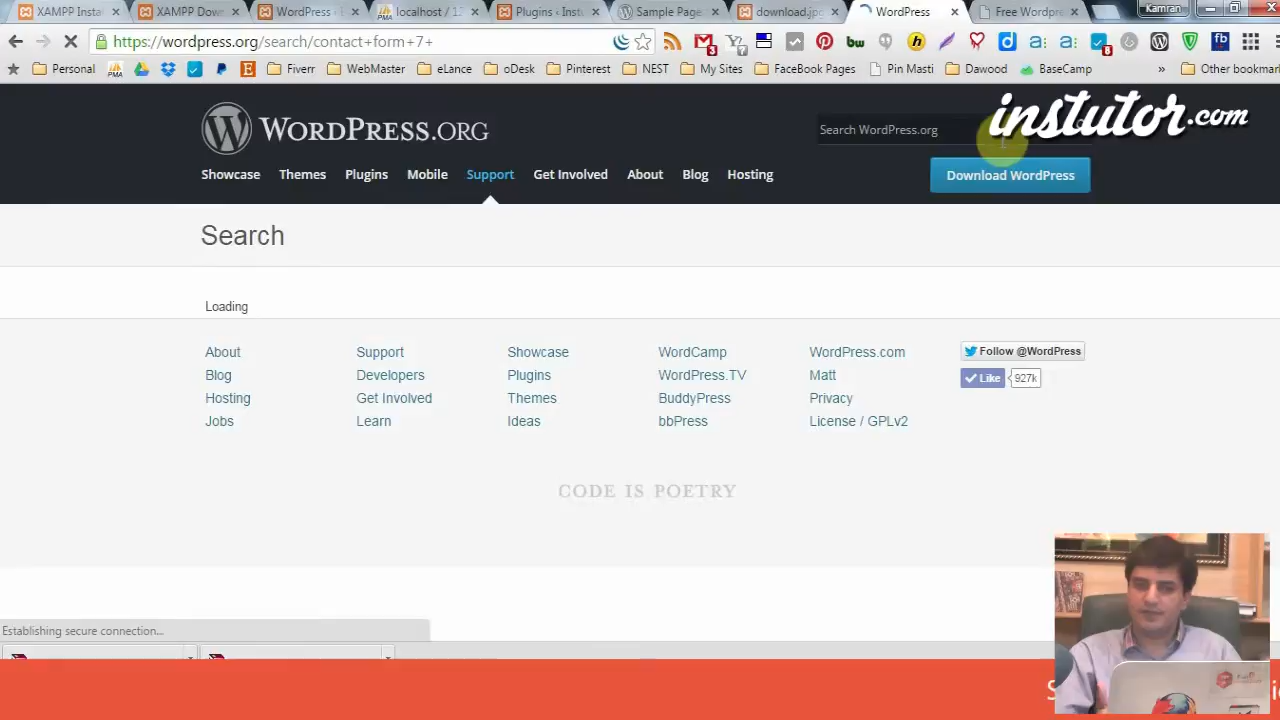 XAMPP Insta
XAMPP Dow
WordPress ‹
localhost / 12
Plugins ‹ Inst
Sample Page
download.jpg
WordPress
Free Wordpre
Kamran
https://wordpress.org/search/contact+form+7+
Personal
Fiverr
WebMaster
eLance
oDesk
Pinterest
NEST
My Sites
FaceBook Pages
Pin Masti
Dawood
BaseCamp
»
Other bookmar
WORDPRESS.ORG
Search WordPress.org
instutor.com
Showcase Themes Plugins Mobile Support Get Involved About Blog Hosting
Download WordPress
Search
Loading
About Support Showcase WordCamp WordPress.com
Follow @WordPress
Blog Developers Plugins WordPress.TV Matt
Like 927k
Hosting Get Involved Themes BuddyPress Privacy
Jobs Learn Ideas bbPress License / GPLv2
CODE IS POETRY
Establishing secure connection...